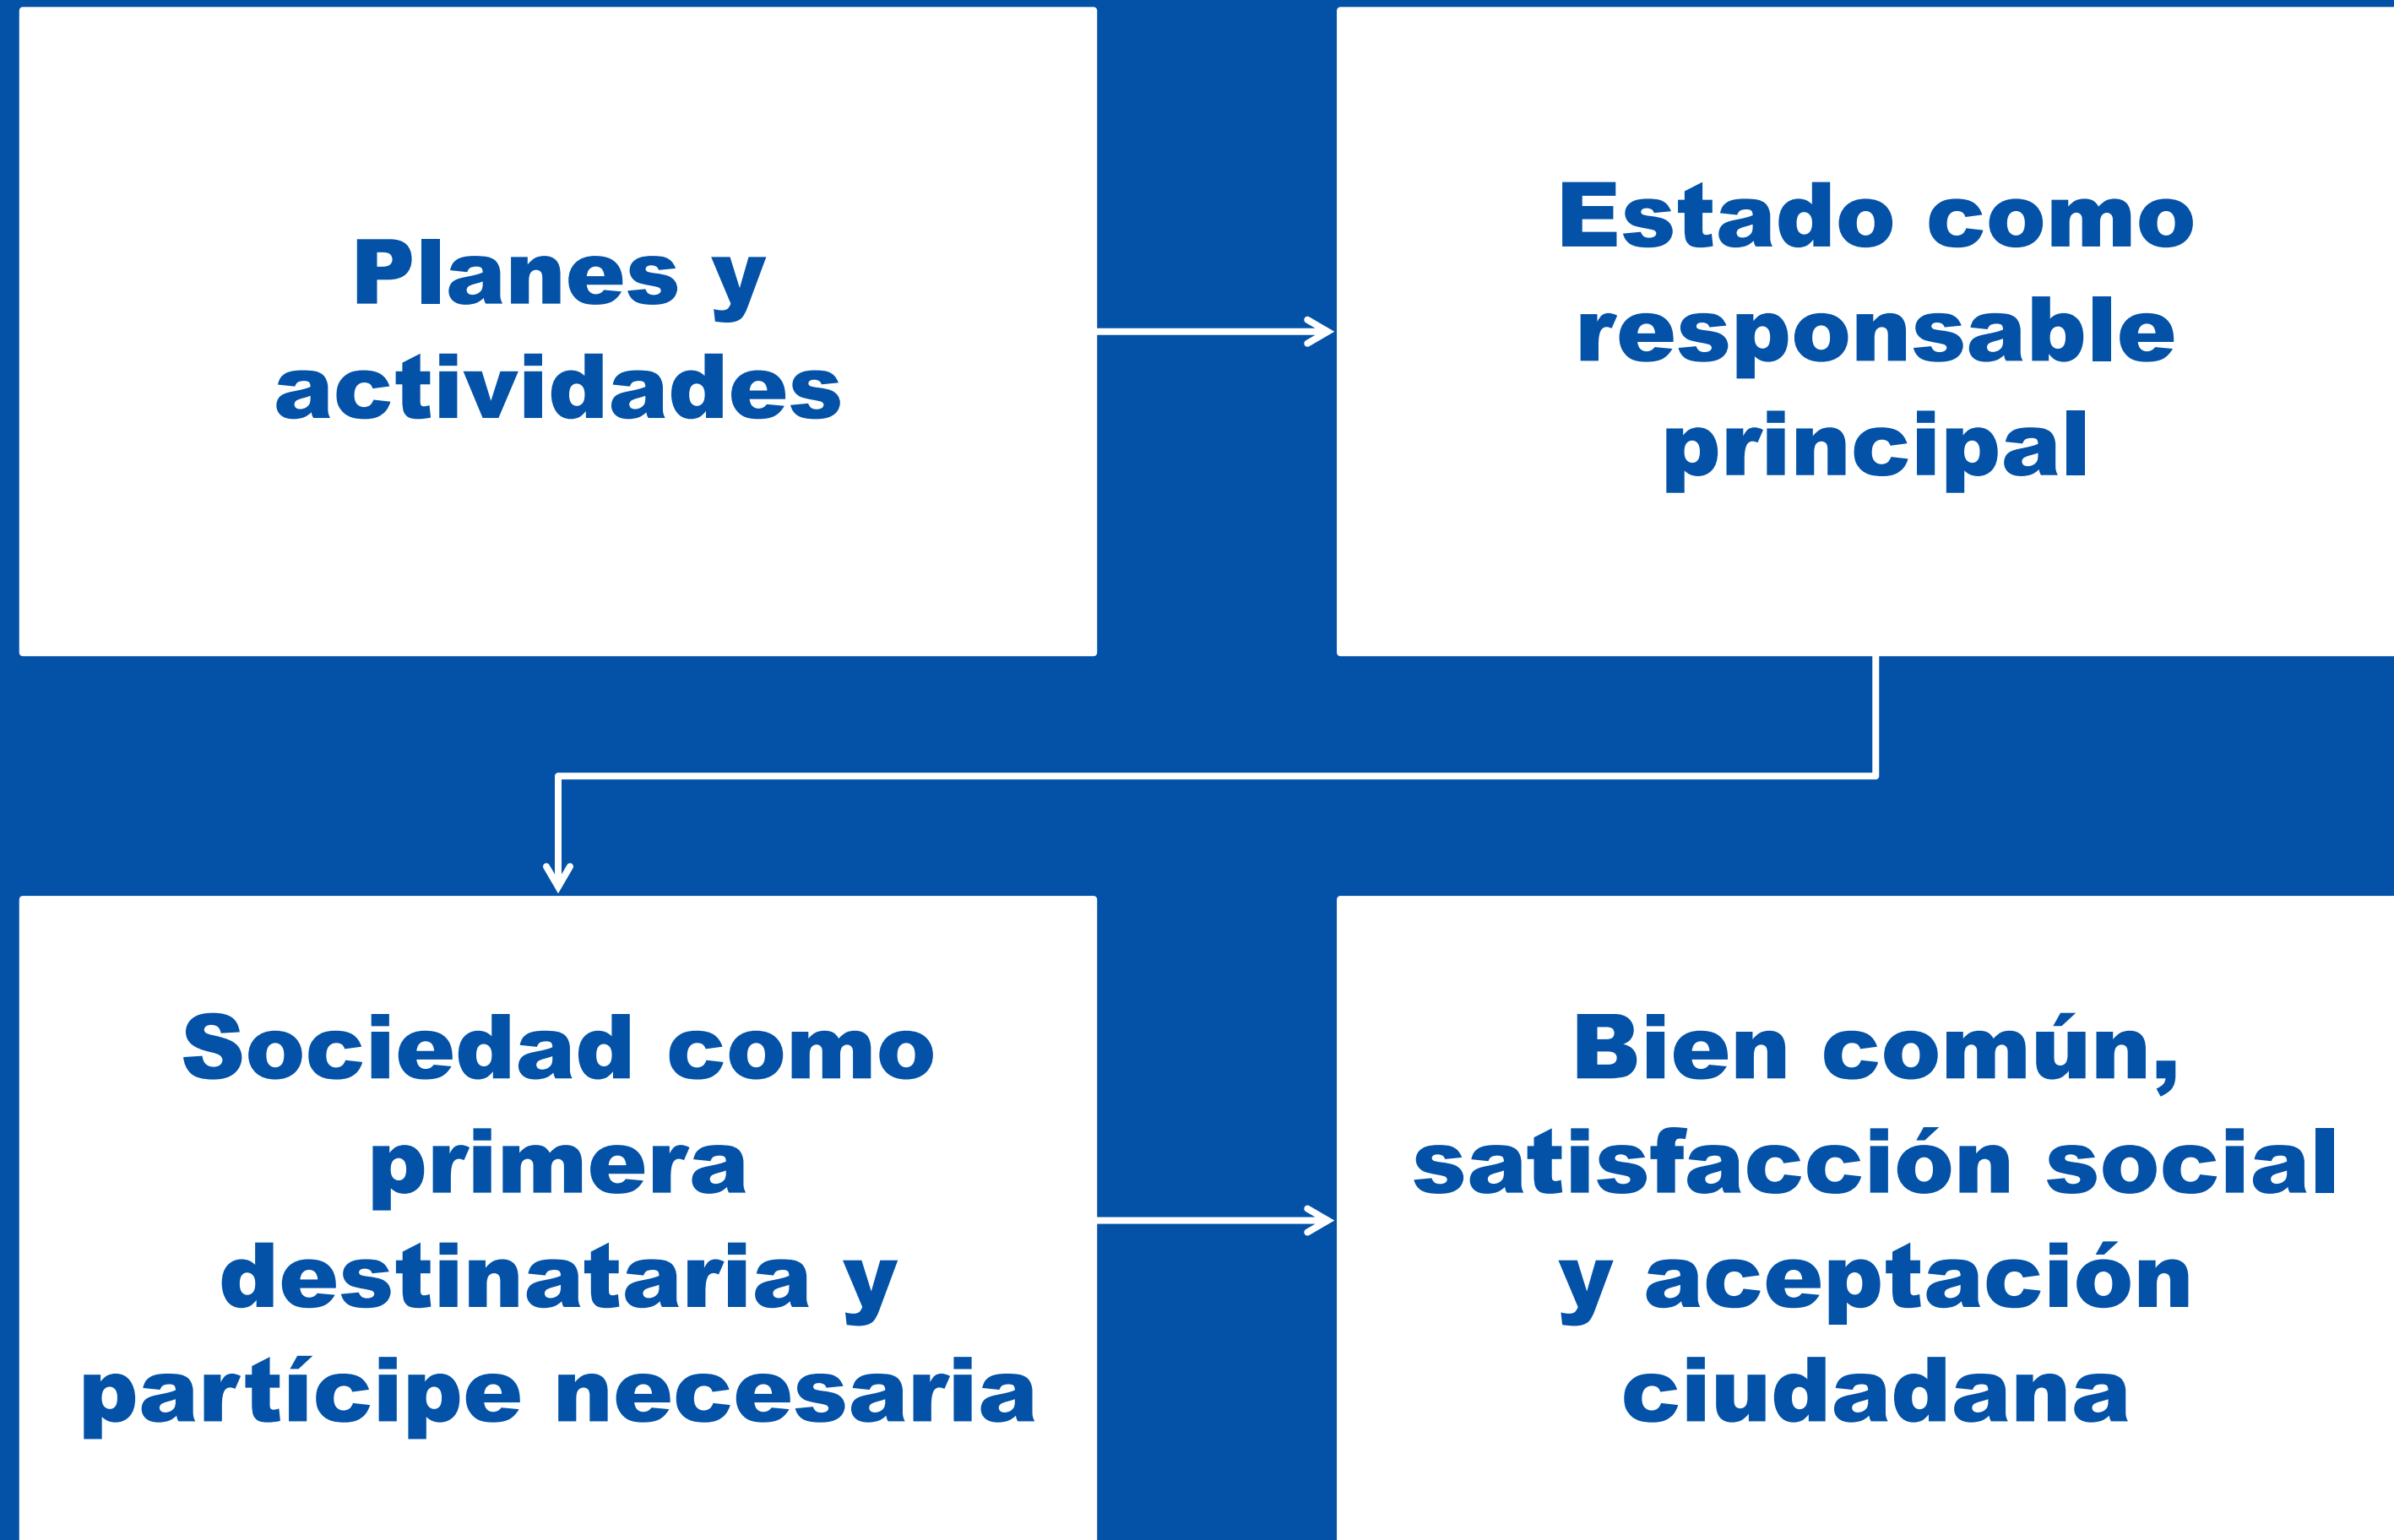 Planes y
actividades
Estado como
responsable
principal
Sociedad como
primera
destinataria y
partícipe necesaria
Bien común,
satisfacción social
y aceptación
ciudadana